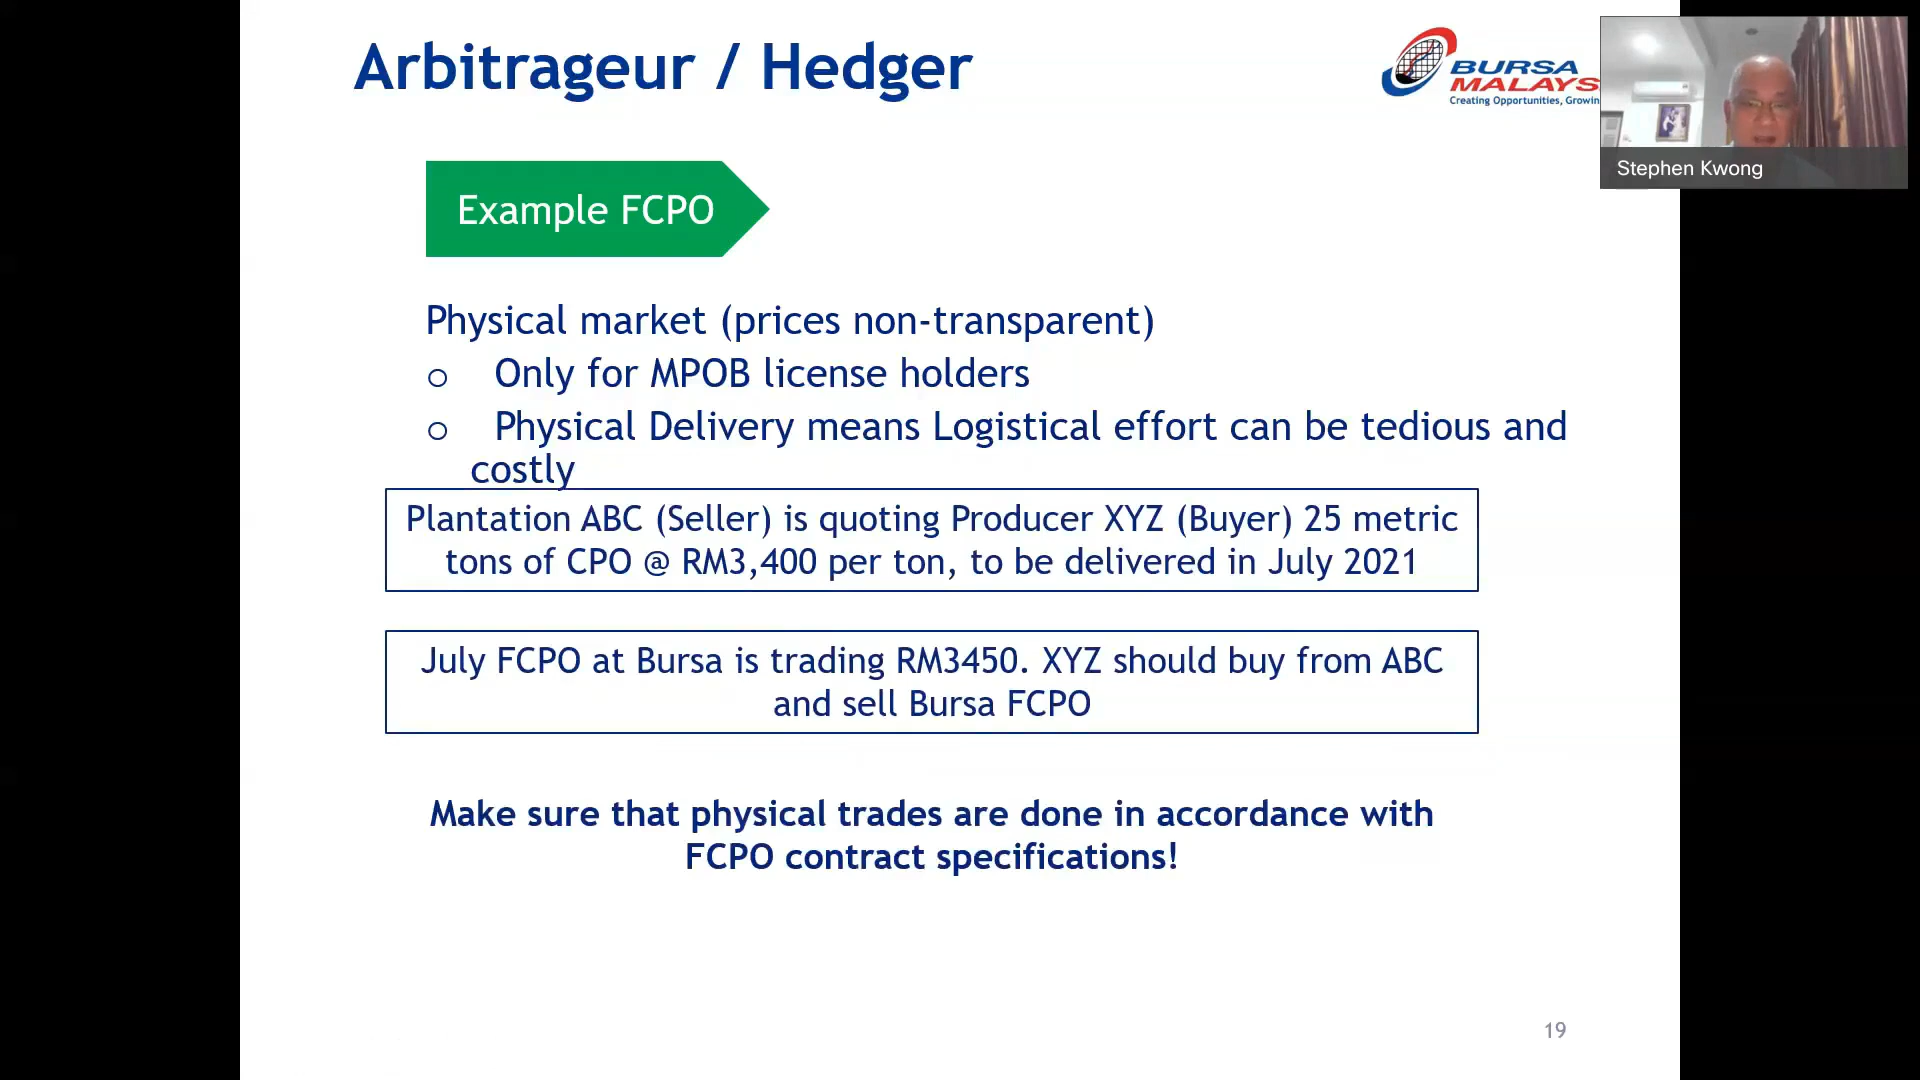 Arbitrageur / Hedger
BURSA
MALAYS
Creating Opportunities, Growin
Stephen Kwong
Example FCPO
Physical market (prices non-transparent)
o Only for MPOB license holders
o Physical Delivery means Logistical effort can be tedious and
costly
Plantation ABC (Seller) is quoting Producer XYZ (Buyer) 25 metric
tons of CPO @ RM3,400 per ton, to be delivered in July 2021
July FCPO at Bursa is trading RM3450. XYZ should buy from ABC
and sell Bursa FCPO
Make sure that physical trades are done in accordance with
FCPO contract specifications!
19